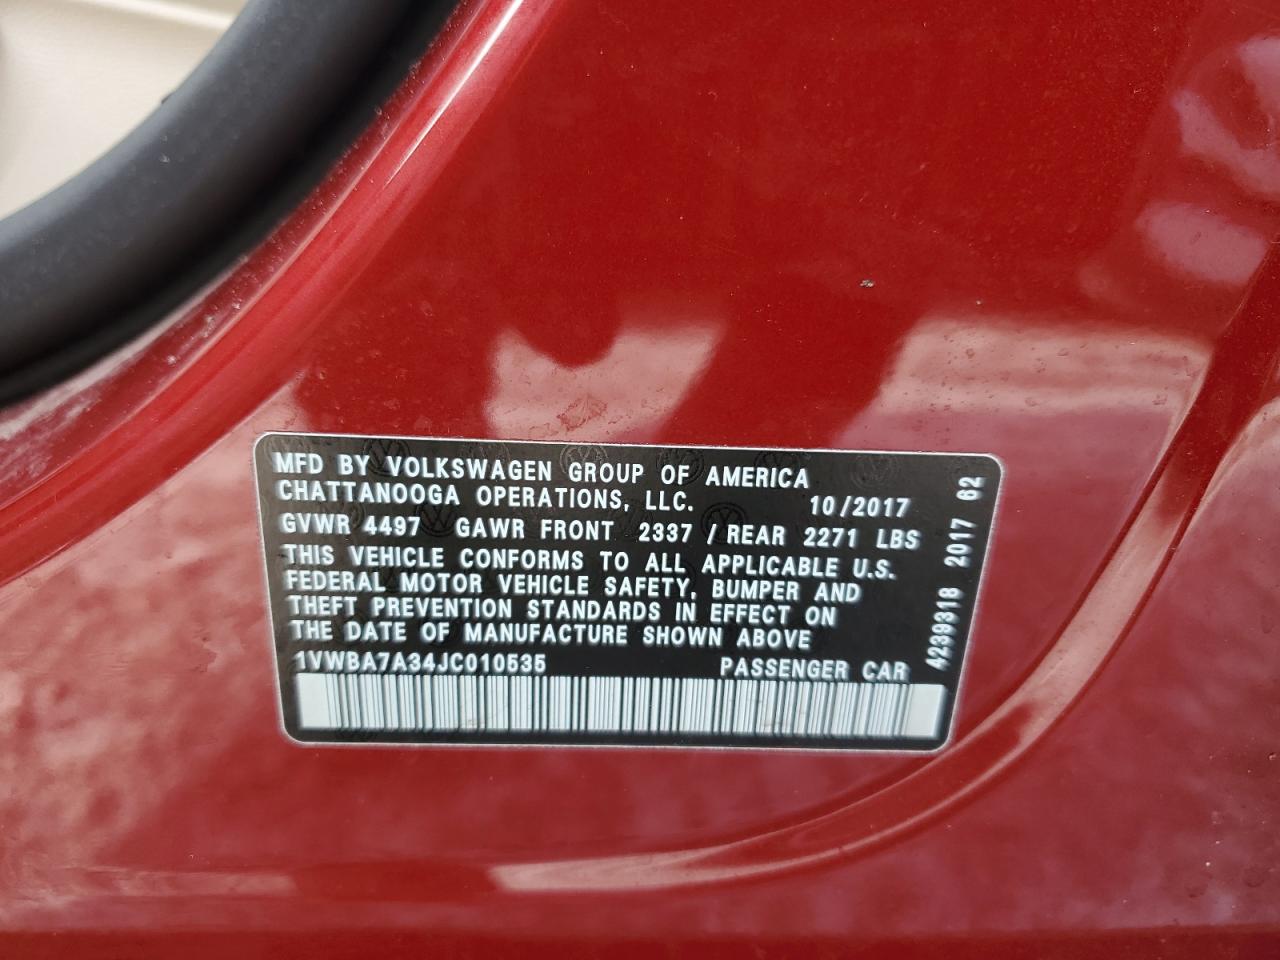 MFD BY VOLKSWAGEN GROUP OF AMERICA
CHATTANOOGA OPERATIONS, LLC. 10/2017
GVWR 4497 GAWR FRONT 2337 / REAR 2271 LBS
THIS VEHICLE CONFORMS TO ALL APPLICABLE U.S.
FEDERAL MOTOR VEHICLE SAFETY, BUMPER AND
THEFT PREVENTION STANDARDS IN EFFECT ON
THE DATE OF MANUFACTURE SHOWN ABOVE
1VWBA7A34JC010535 PASSENGER CAR
4239318 2017 62